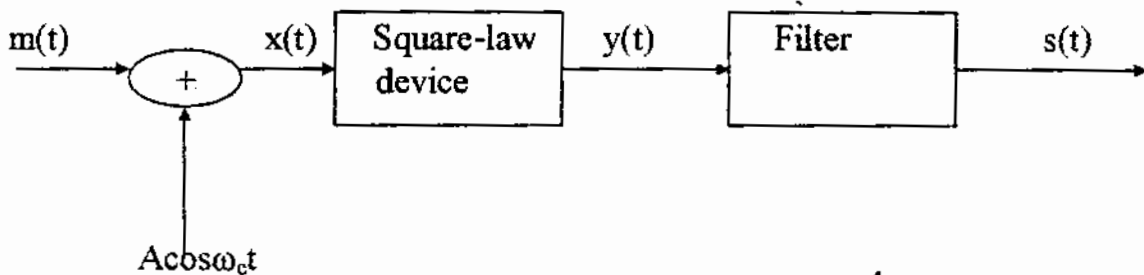 m(t) x(t) Square-law y(t) Filter s(t)
+ device
Acosω꜀t